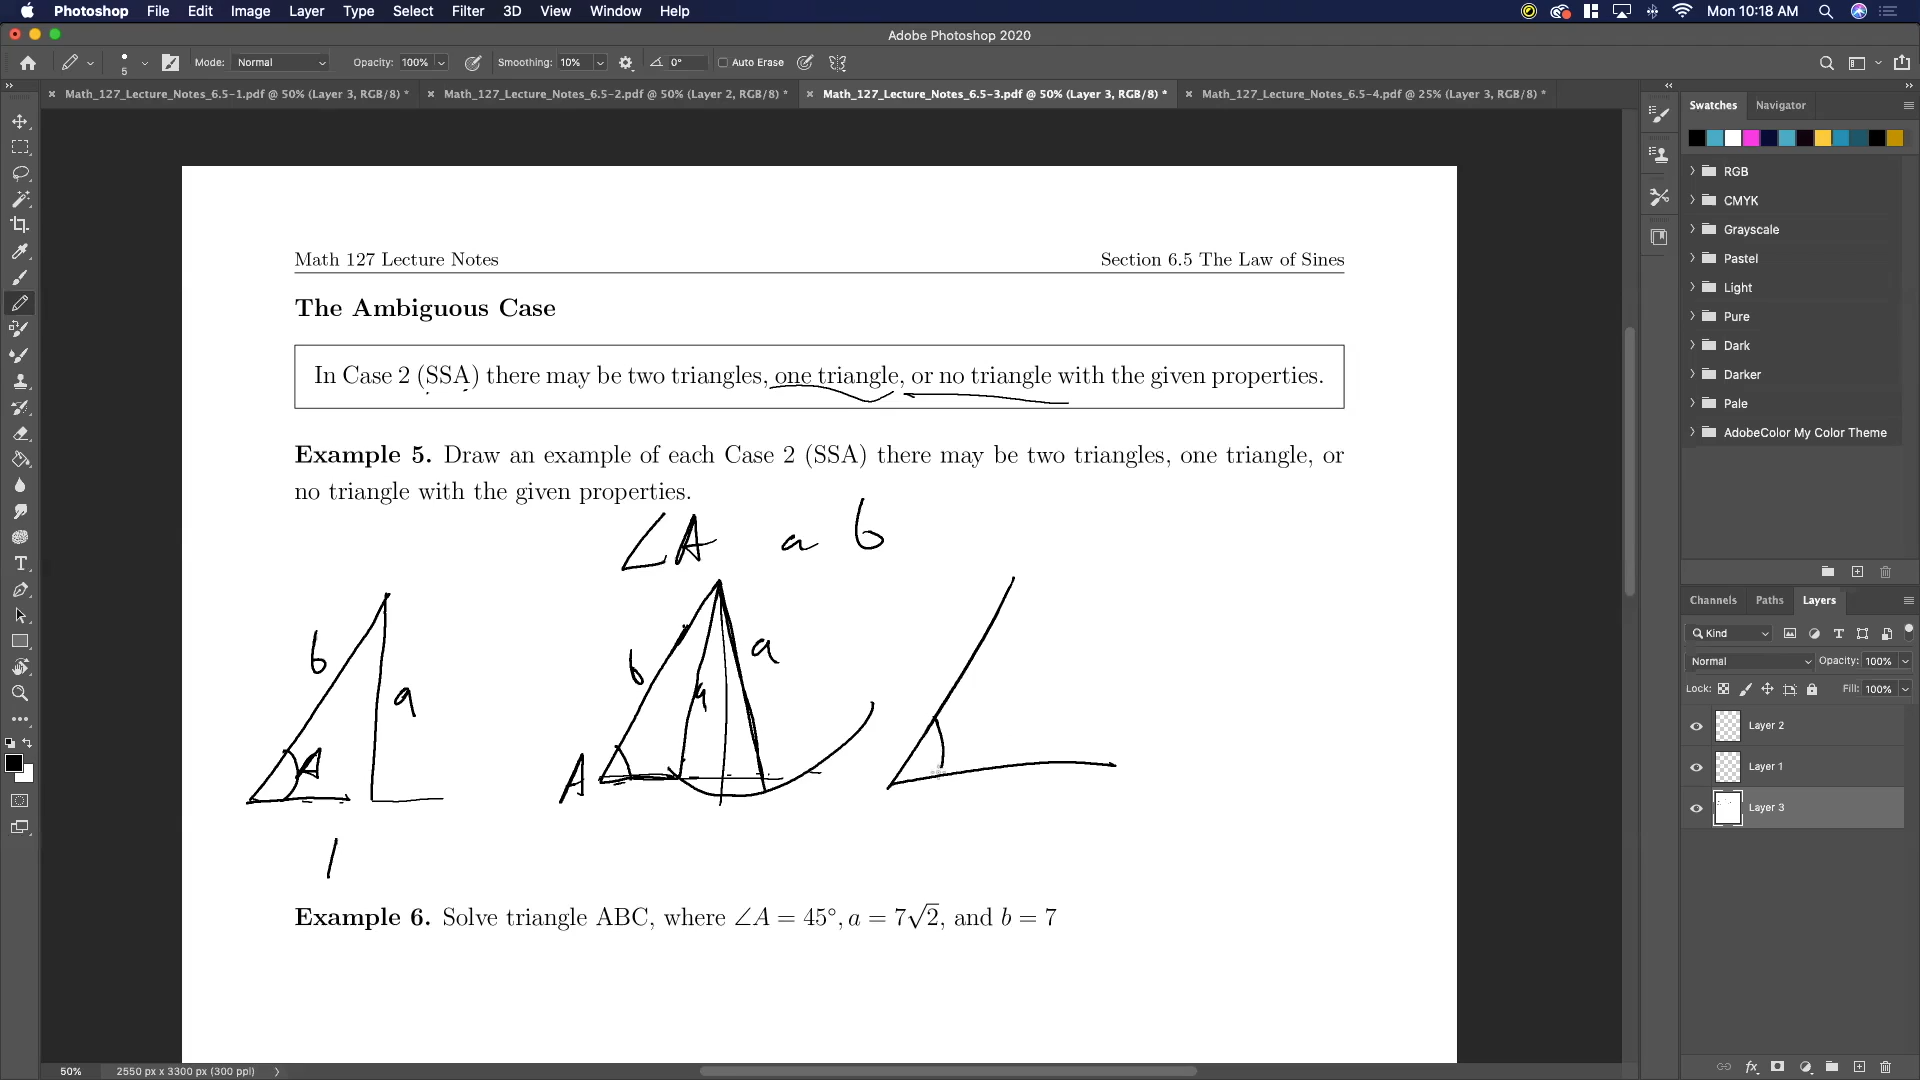 Photoshop File Edit Image Layer Type Select Filter 3D View Window Help Mon 10:18 AM
Adobe Photoshop 2020
5 Mode: Normal Opacity: 100% Smoothing: 10% 0° Auto Erase
Math_127_Lecture_Notes_6.5-1.pdf @ 50% (Layer 3, RGB/8) * Math_127_Lecture_Notes_6.5-2.pdf @ 50% (Layer 2, RGB/8) * Math_127_Lecture_Notes_6.5-3.pdf @ 50% (Layer 3, RGB/8) * Math_127_Lecture_Notes_6.5-4.pdf @ 25% (Layer 3, RGB/8) *
Swatches Navigator
RGB
CMYK
Grayscale
Pastel
Light
Pure
Dark
Darker
Pale
AdobeColor My Color Theme
Math 127 Lecture Notes Section 6.5 The Law of Sines
The Ambiguous Case
In Case 2 (SSA) there may be two triangles, one triangle, or no triangle with the given properties.
Example 5. Draw an example of each Case 2 (SSA) there may be two triangles, one triangle, or
no triangle with the given properties.
∠A a b
b a A
1
b a a A
Example 6. Solve triangle ABC, where ∠A = 45°, a = 7√2, and b = 7
Channels Paths Layers
Kind
Normal Opacity: 100%
Lock: Fill: 100%
Layer 2
Layer 1
Layer 3
50% 2550 px x 3300 px (300 ppi)